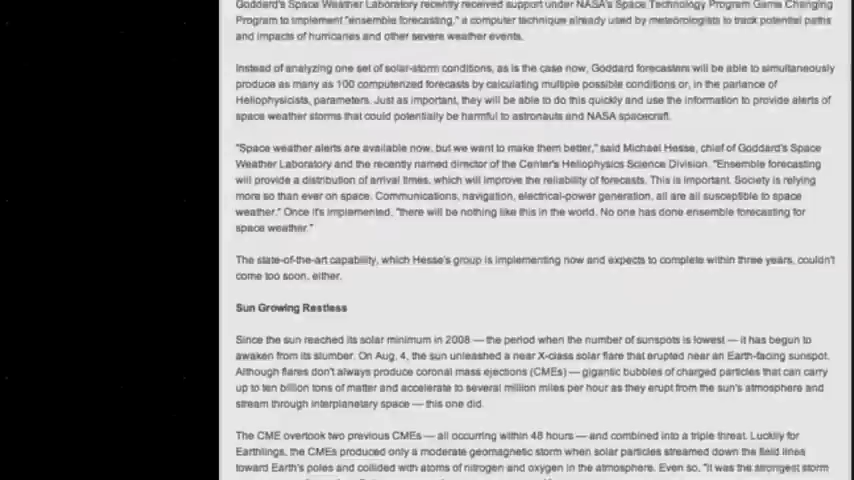 Goddard's Space Weather Laboratory recently received support under NASA's Space Technology Program Game Changing
Program to implement "ensemble forecasting," a computer technique already used by meteorologists to track potential paths
and impacts of hurricanes and other severe weather events.
Instead of analyzing one set of solar-storm conditions, as is the case now, Goddard forecasters will be able to simultaneously
produce as many as 100 computerized forecasts by calculating multiple possible conditions or, in the parlance of
Heliophysicists, parameters. Just as important, they will be able to do this quickly and use the information to provide alerts of
space weather storms that could potentially be harmful to astronauts and NASA spacecraft.
"Space weather alerts are available now, but we want to make them better," said Michael Hesse, chief of Goddard's Space
Weather Laboratory and the recently named director of the Center's Heliophysics Science Division. "Ensemble forecasting
will provide a distribution of arrival times, which will improve the reliability of forecasts. This is important. Society is relying
more so than ever on space. Communications, navigation, electrical-power generation, all are all susceptible to space
weather." Once it's implemented, "there will be nothing like this in the world. No one has done ensemble forecasting for
space weather."
The state-of-the-art capability, which Hesse's group is implementing now and expects to complete within three years, couldn't
come too soon, either.
Sun Growing Restless
Since the sun reached its solar minimum in 2008 — the period when the number of sunspots is lowest — it has begun to
awaken from its slumber. On Aug. 4, the sun unleashed a near X-class solar flare that erupted near an Earth-facing sunspot.
Although flares don't always produce coronal mass ejections (CMEs) — gigantic bubbles of charged particles that can carry
up to ten billion tons of matter and accelerate to several million miles per hour as they erupt from the sun's atmosphere and
stream through interplanetary space — this one did.
The CME overtook two previous CMEs — all occurring within 48 hours — and combined into a triple threat. Luckily for
Earthlings, the CMEs produced only a moderate geomagnetic storm when solar particles streamed down the field lines
toward Earth's poles and collided with atoms of nitrogen and oxygen in the atmosphere. Even so, "it was the strongest storm